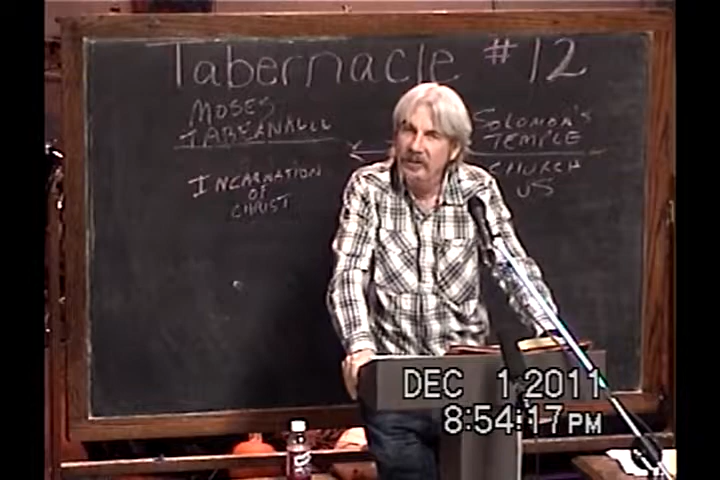 Tabernacle #12
MOSES
TABERNACLE
INCARNATION
OF
CHRIST
SOLOMON'S
TEMPLE
CHURCH
US
DEC 1 2011
8:54:17 PM